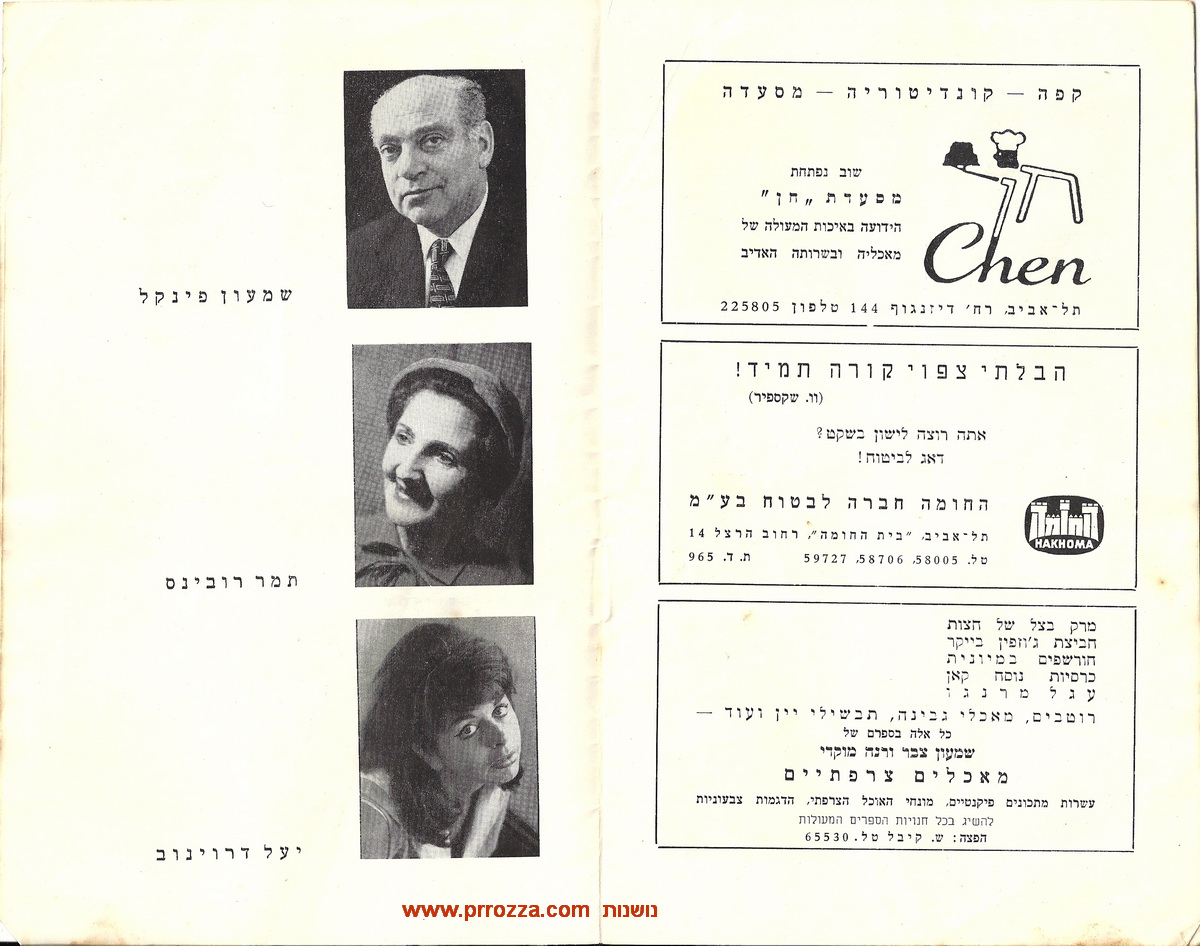 קפה — קונדיטוריה — מסעדה
שוב נפתחת
מסעדת „חן”
הידועה באיכות המעולה של
מאכליה ובשרותה האדיב
Chen
תל־אביב, רח׳ דיזנגוף 144 טלפון 225805
הבלתי צפוי קורה תמיד!
(וו. שקספיר)
אתה רוצה לישון בשקט?
דאג לביטוח!
החומה חברה לבטוח בע״מ
תל־אביב, ״בית החומה״, רחוב הרצל 14
טל. 58005, 58706, 59727 ת.ד. 965
HAKHOMA
מרק בצל של חצות
חביצת ג׳וזפין בייקר
חורשפים במיונית
כרסיות נוסח קאן
עגל מרנגו
רוטבים, מאכלי גבינה, תבשילי יין ועוד —
כל אלה בספרם של
שמעון צבר ורנה מוקדי
מאכלים צרפתיים
עשרות מתכונים פיקנטיים, מונחי האוכל הצרפתי, הדגמות צבעוניות
להשיג בכל חנויות הספרים המעולות
הפצה: ש. קיבל טל. 65530
שמעון פינקל
תמר רובינס
יעל דרוינוב
www.prrozza.com נושנות